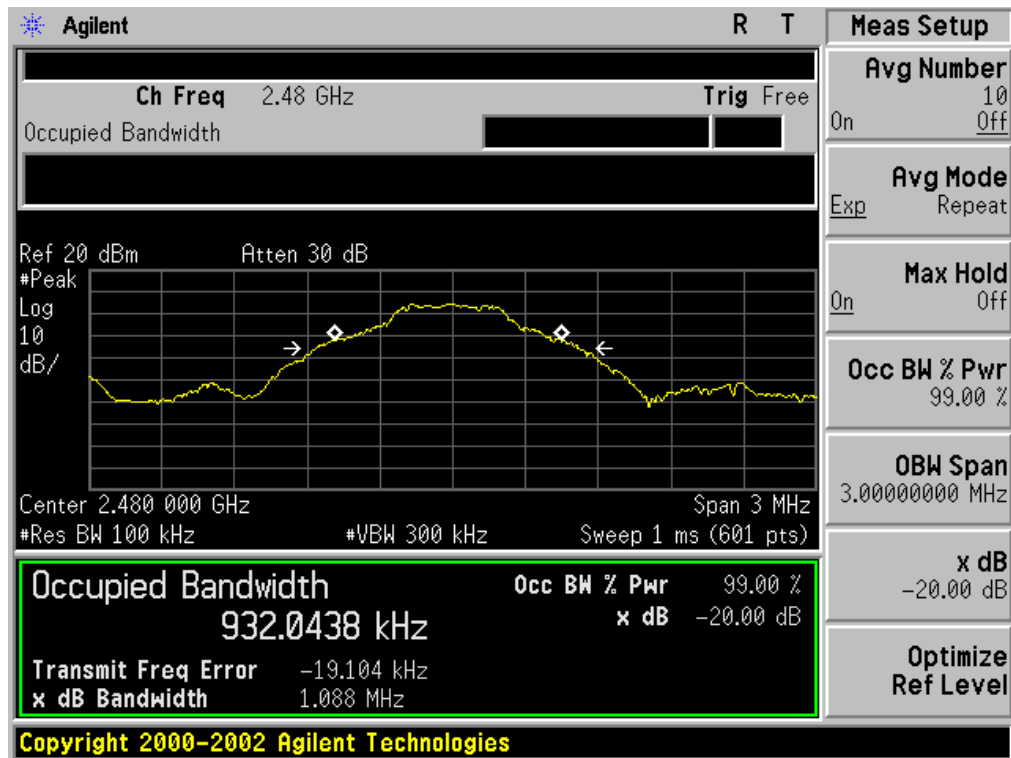 Agilent R T
Ch Freq 2.48 GHz Trig Free
Occupied Bandwidth
Ref 20 dBm Atten 30 dB
#Peak
Log
10
dB/
Center 2.480 000 GHz Span 3 MHz
#Res BW 100 kHz #VBW 300 kHz Sweep 1 ms (601 pts)
Occupied Bandwidth Occ BW % Pwr 99.00 %
932.0438 kHz x dB -20.00 dB
Transmit Freq Error -19.104 kHz
x dB Bandwidth 1.088 MHz
Copyright 2000-2002 Agilent Technologies
Meas Setup
Avg Number
10
On Off
Avg Mode
Exp Repeat
Max Hold
On Off
Occ BW % Pwr
99.00 %
OBW Span
3.00000000 MHz
x dB
-20.00 dB
Optimize
Ref Level